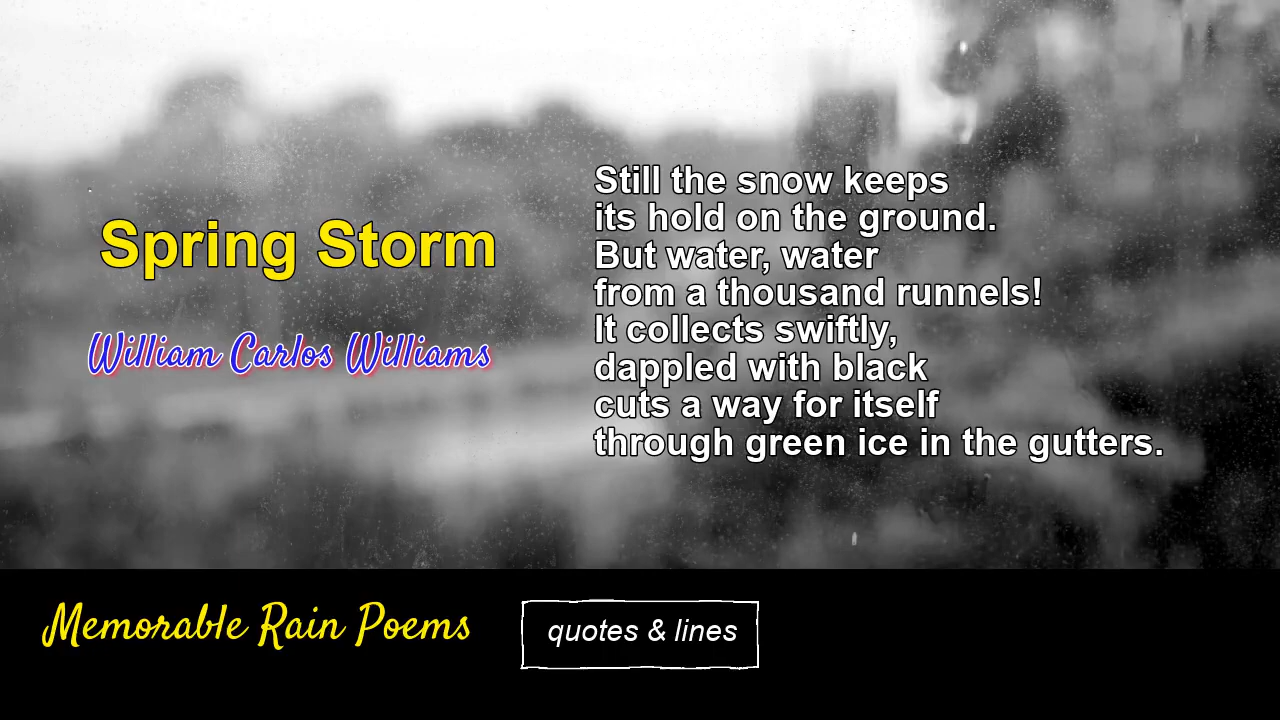 Spring Storm
William Carlos Williams
Still the snow keeps
its hold on the ground.
But water, water
from a thousand runnels!
It collects swiftly,
dappled with black
cuts a way for itself
through green ice in the gutters.
Memorable Rain Poems
quotes & lines